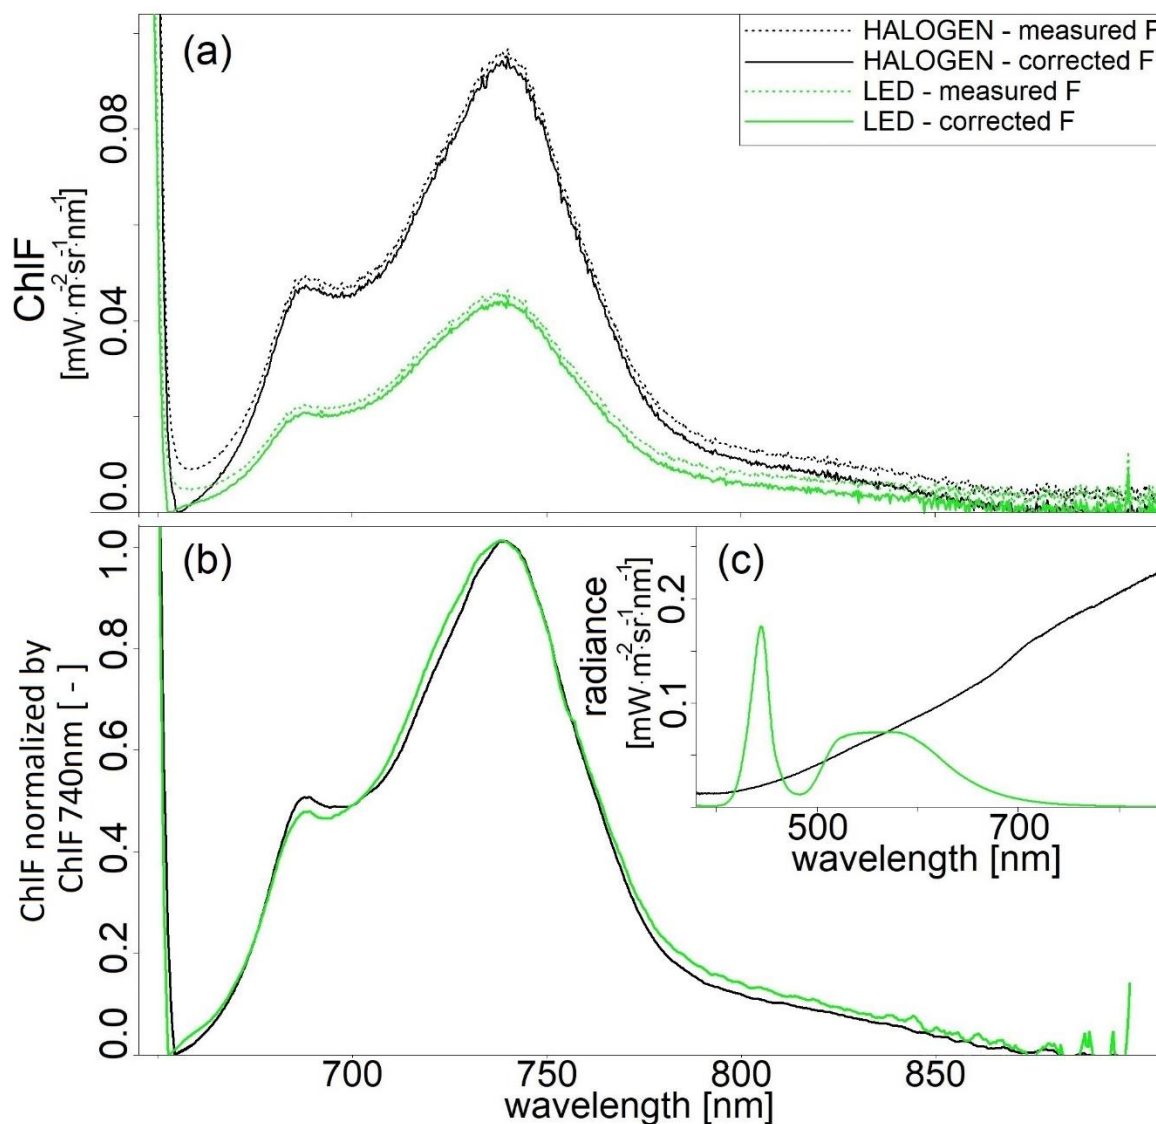 (a)
HALOGEN - measured F
HALOGEN - corrected F
LED - measured F
LED - corrected F
ChlF
[mW·m⁻²·sr⁻¹·nm⁻¹]
0.08
0.04
0.0
(b)
ChlF normalized by
ChlF 740nm [ - ]
1.0
0.8
0.6
0.4
0.2
0.0
700
750
800
850
wavelength [nm]
(c)
radiance
[mW·m⁻²·sr⁻¹·nm⁻¹]
0.2
0.1
500
700
wavelength [nm]